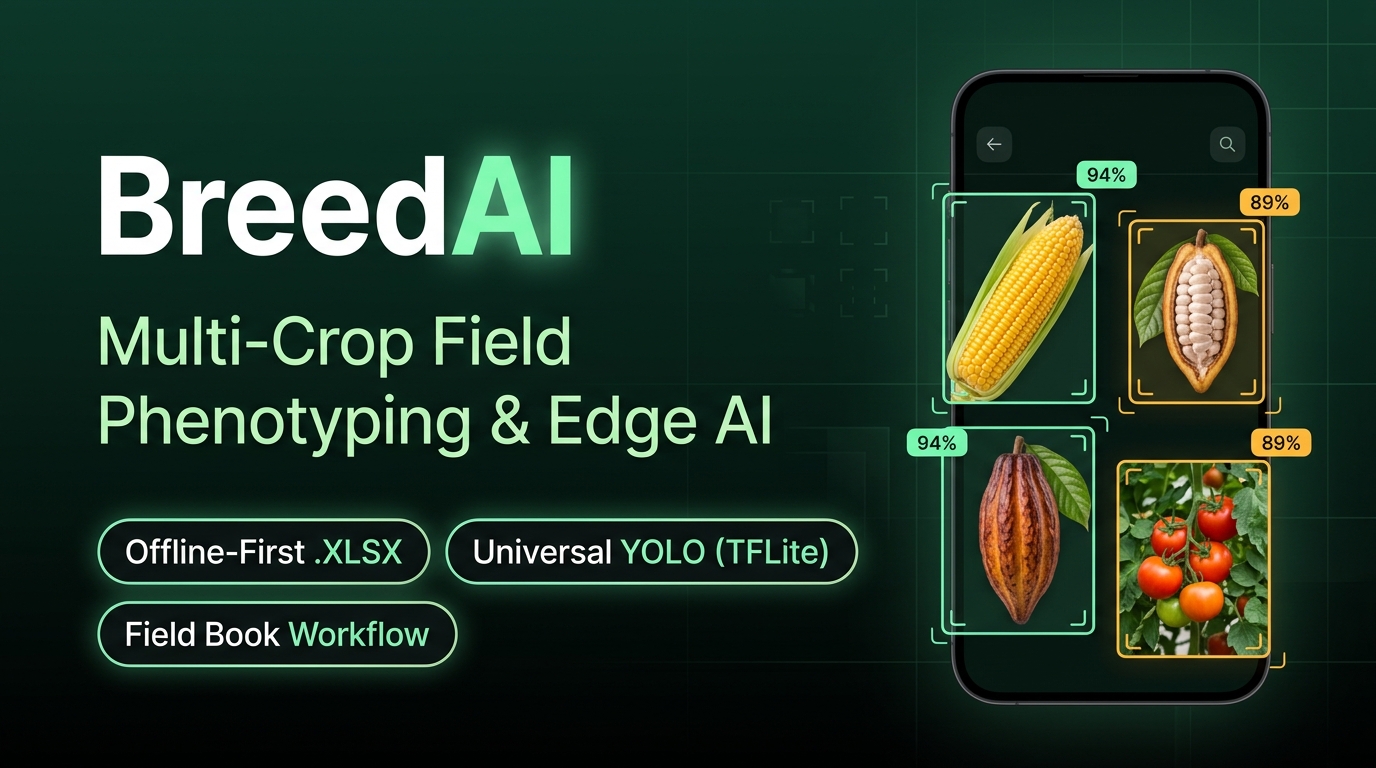 BreedAI
Multi-Crop Field
Phenotyping & Edge AI
Offline-First .XLSX
Universal YOLO (TFLite)
Field Book Workflow
94%
89%
94%
89%